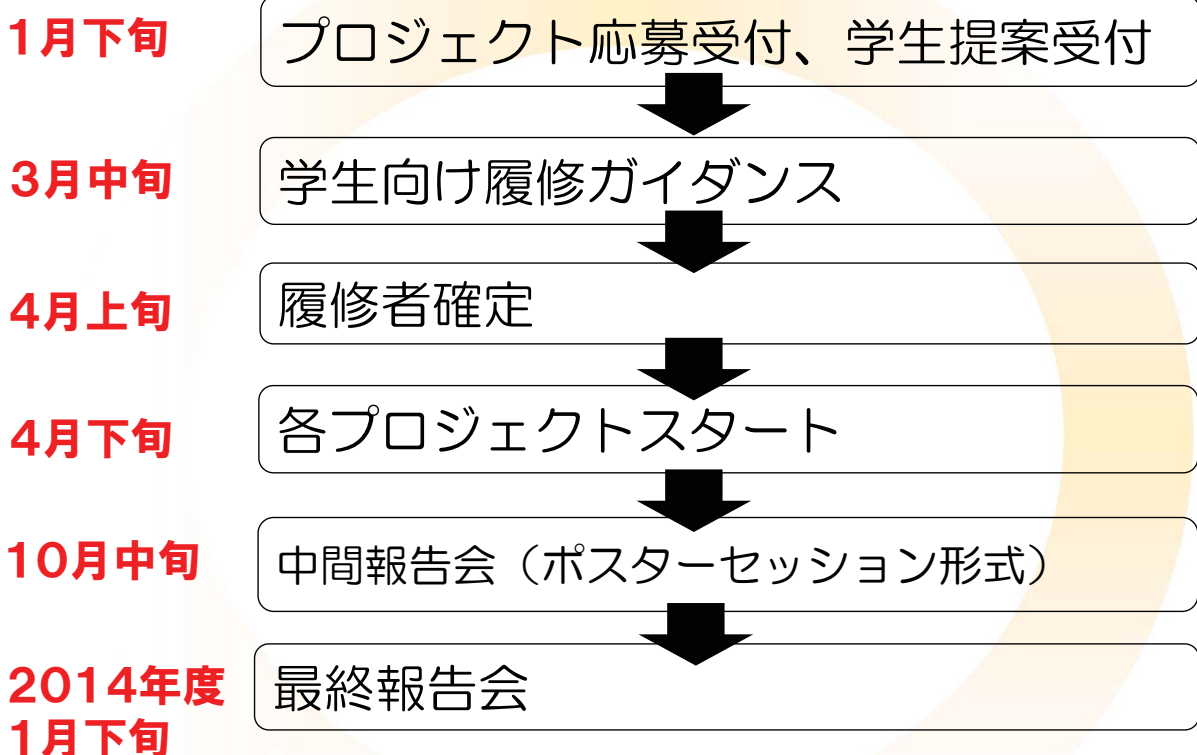 1月下旬
プロジェクト応募受付、学生提案受付
3月中旬
学生向け履修ガイダンス
4月上旬
履修者確定
4月下旬
各プロジェクトスタート
10月中旬
中間報告会（ポスターセッション形式）
2014年度
1月下旬
最終報告会